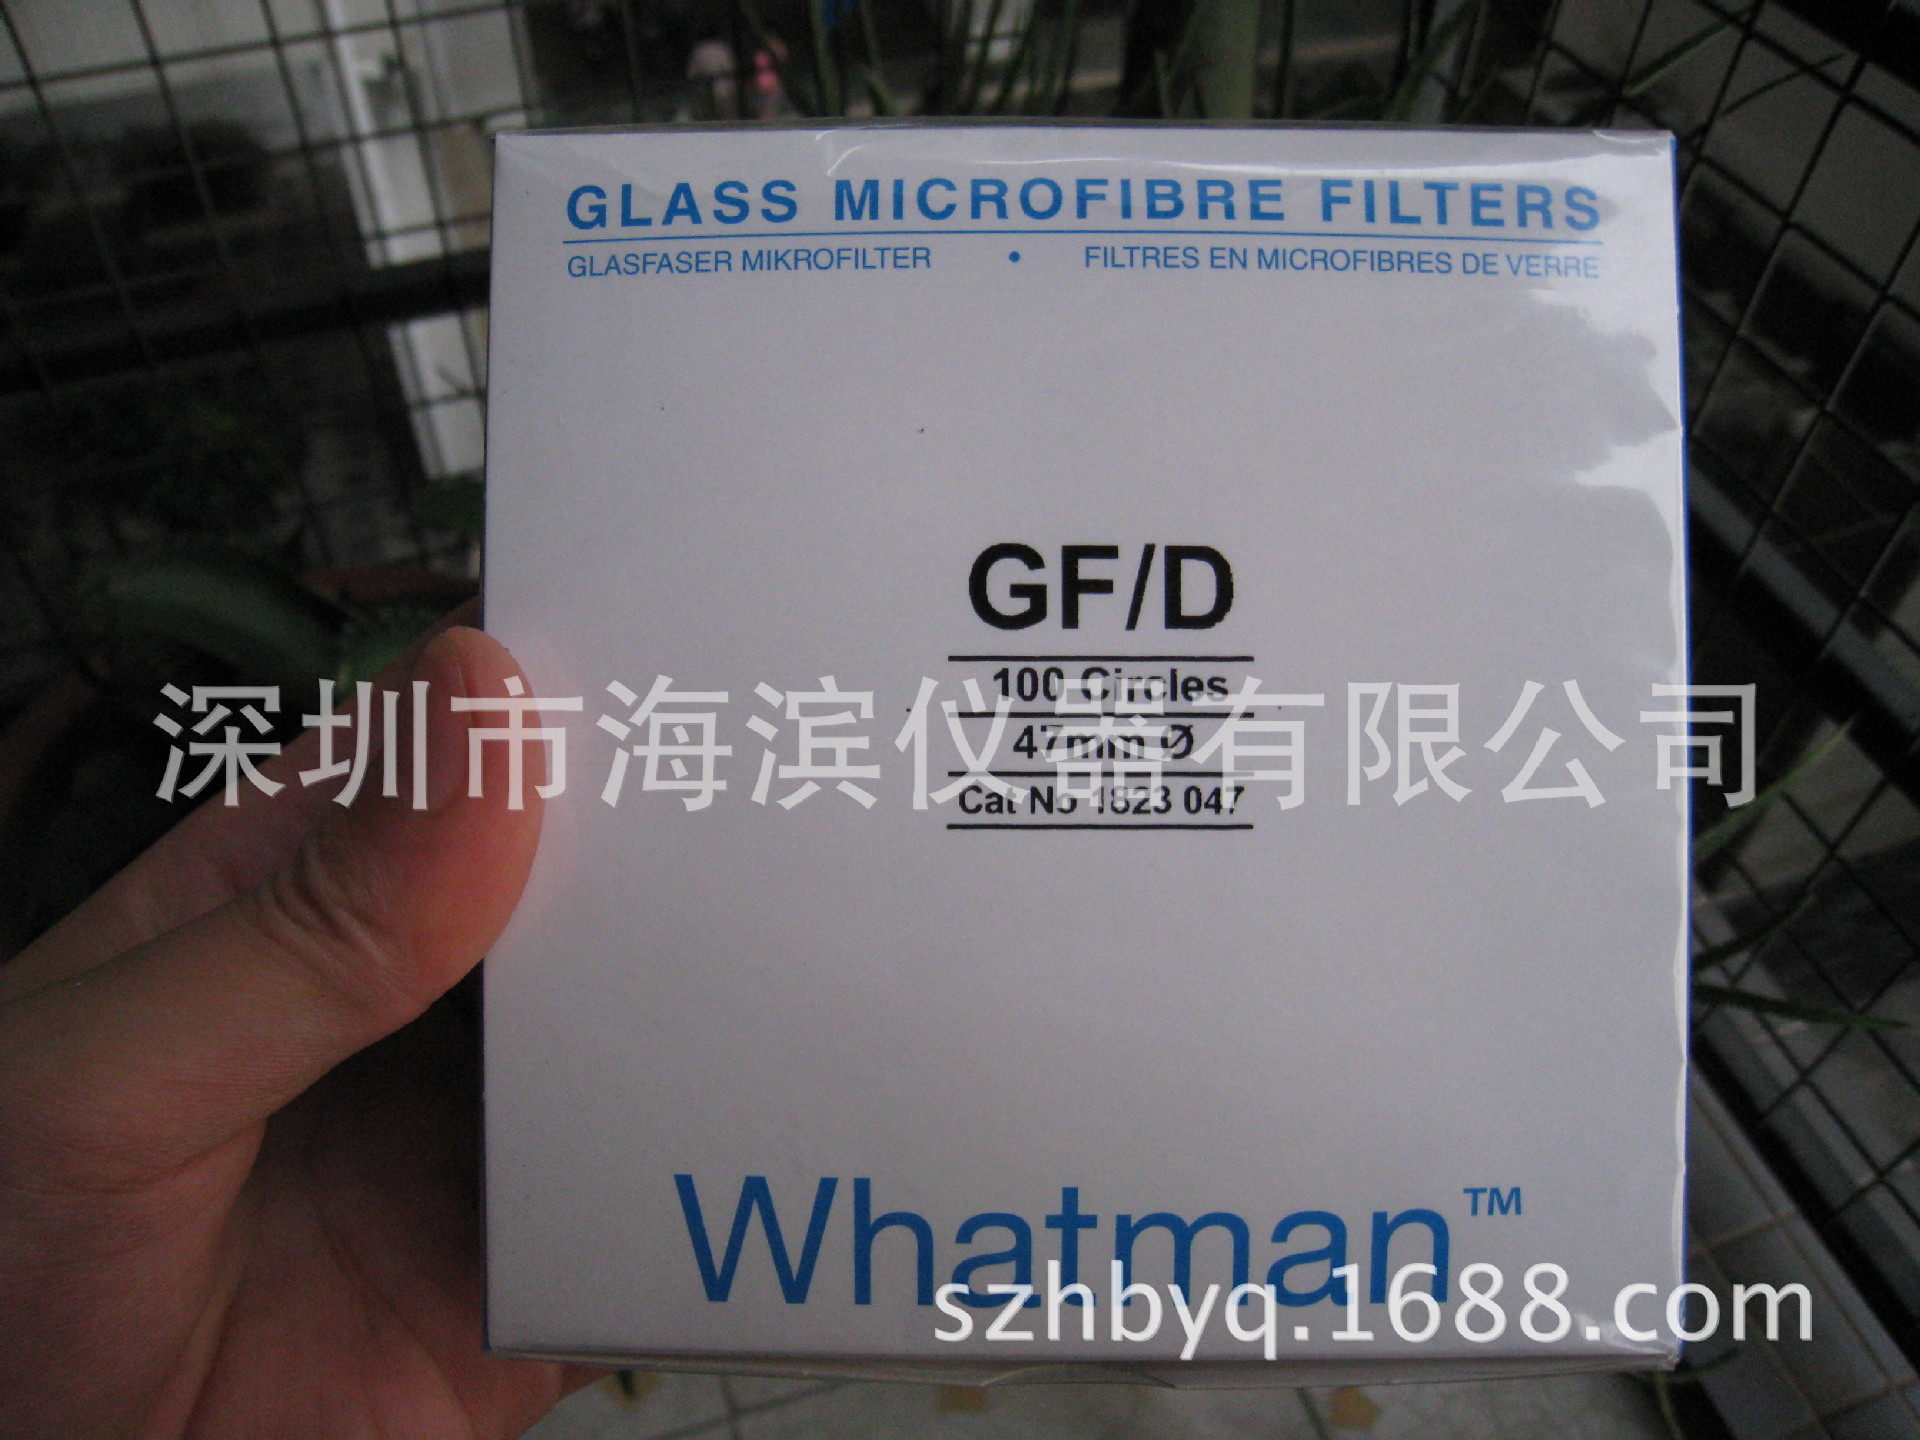 GLASS MICROFIBRE FILTERS
GLASFASER MIKROFILTER • FILTRES EN MICROFIBRES DE VERRE
GF/D
100 Circles
47mm Ø
深圳市海滨仪器有限公司
Cat No 1823 047
Whatman™
szhbyq.1688.com